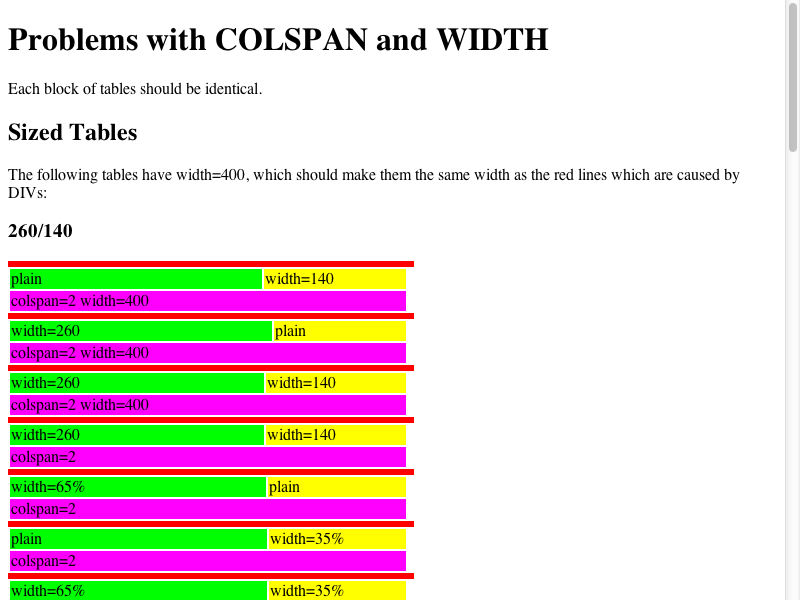 Problems with COLSPAN and WIDTH
Each block of tables should be identical.
Sized Tables
The following tables have width=400, which should make them the same width as the red lines which are caused by
DIVs:
260/140
plain width=140
colspan=2 width=400
width=260 plain
colspan=2 width=400
width=260 width=140
colspan=2 width=400
width=260 width=140
colspan=2
width=65% plain
colspan=2
plain width=35%
colspan=2
width=65% width=35%